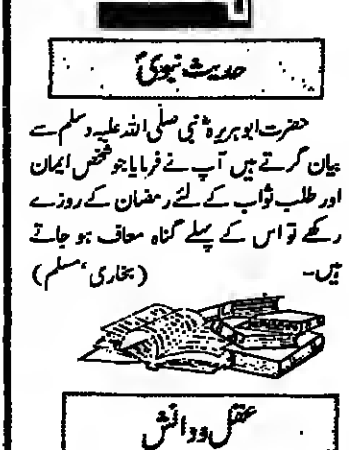 حدیث نبویؐ
حضرت ابو ہریرہؓ نبی صلی اللہ علیہ وسلم سے
بیان کرتے ہیں آپ نے فرمایا جو شخص ایمان
اور طلب ثواب کے لئے رمضان کے روزے
رکھے تو اس کے پہلے گناہ معاف ہو جاتے
ہیں۔ (بخاری ، مسلم)
عقل و دانش